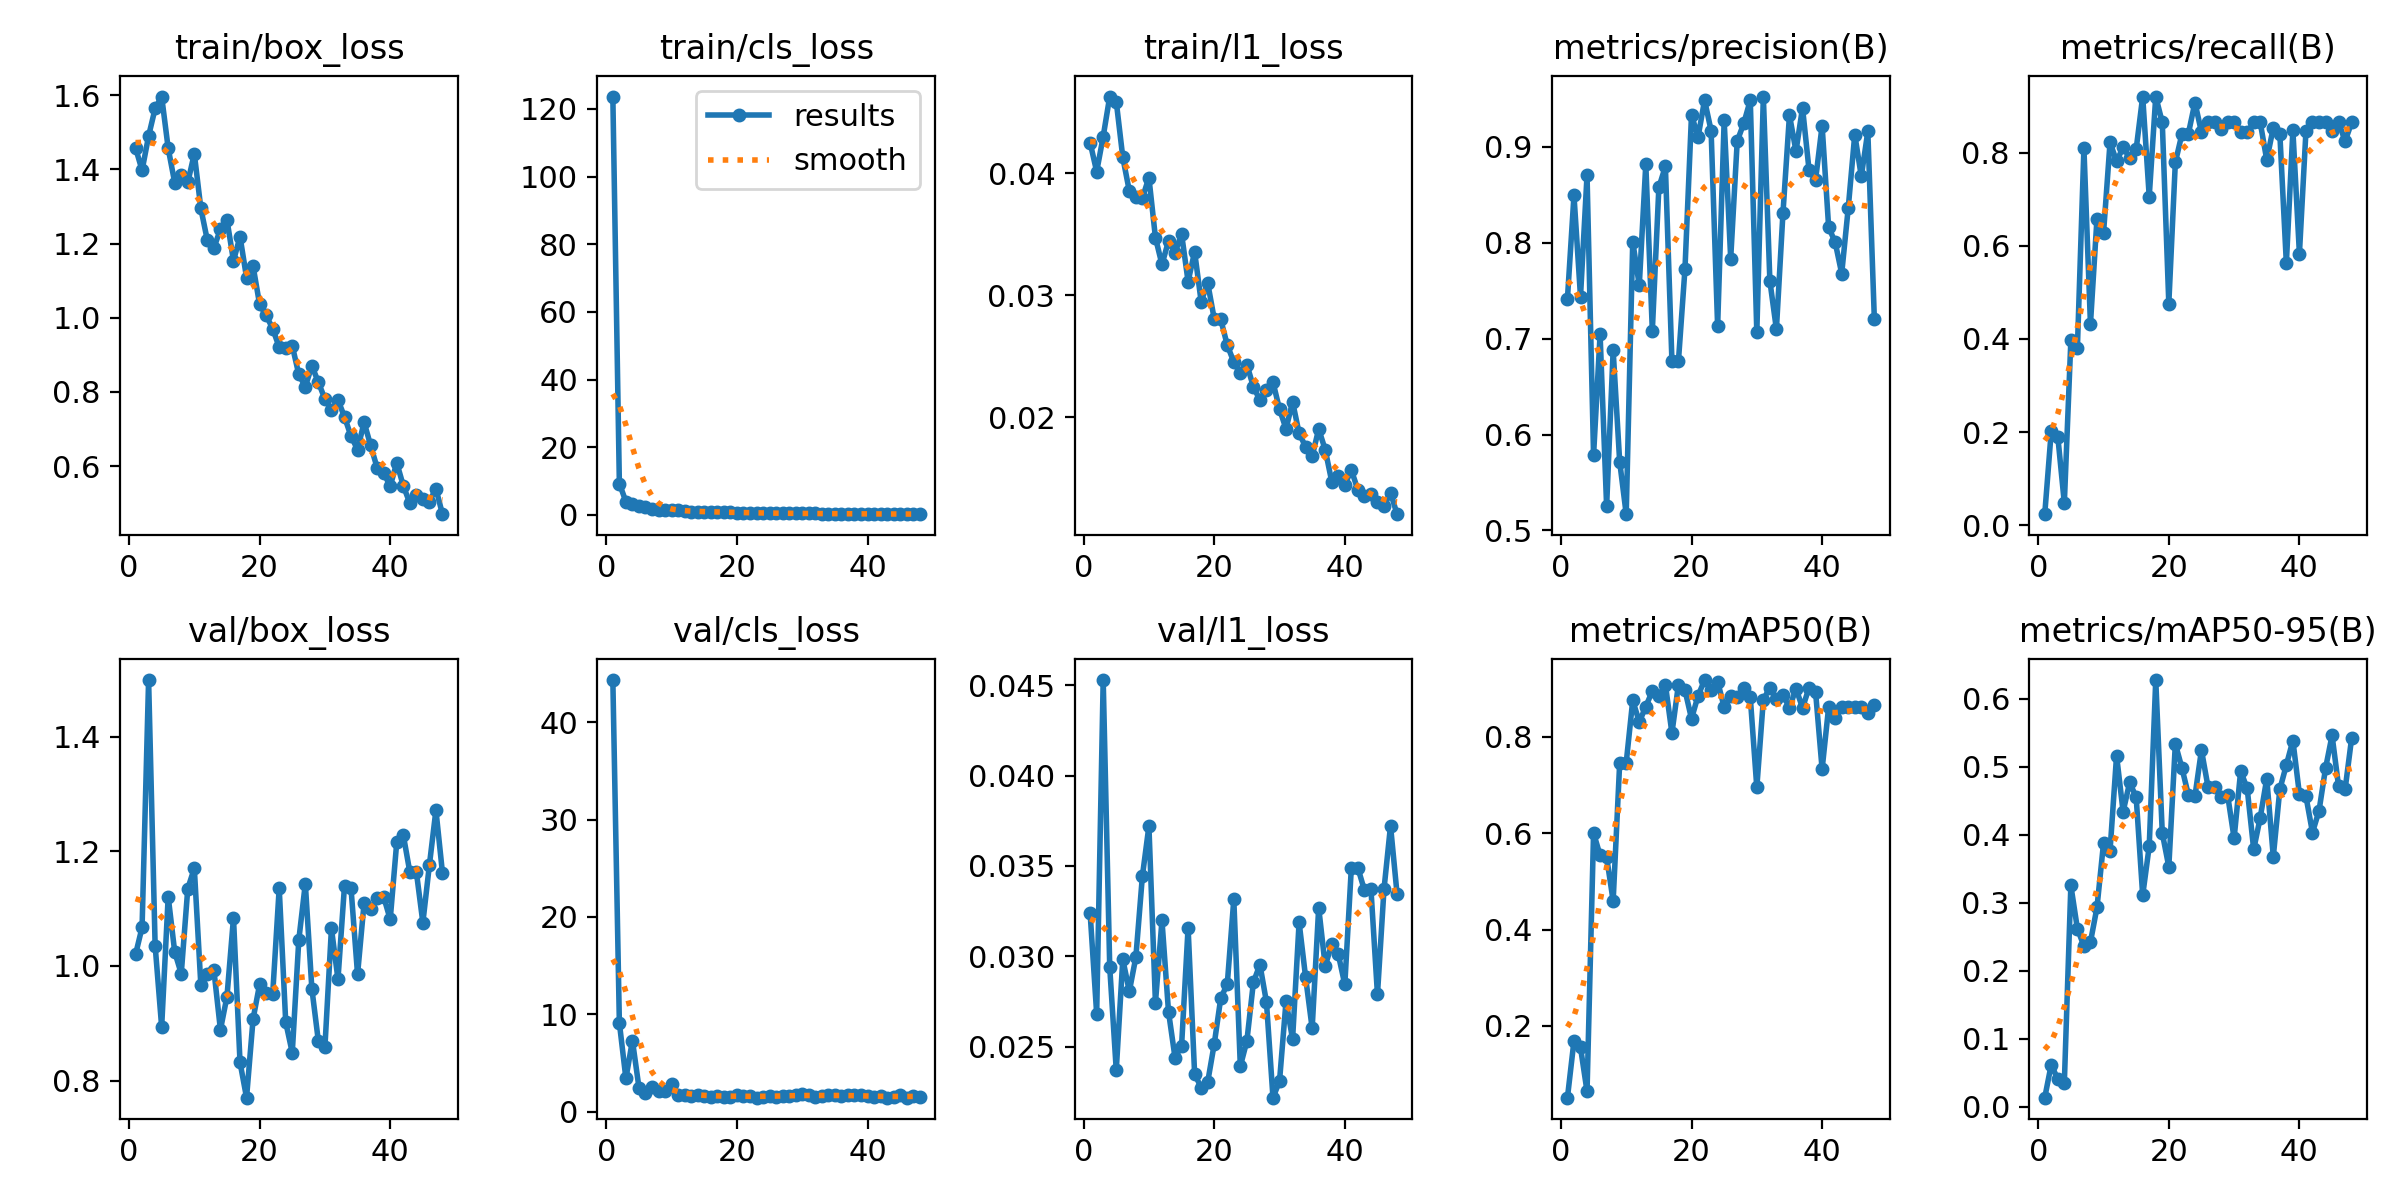 train/box_loss
1.6
1.4
1.2
1.0
0.8
0.6
0 20 40
train/cls_loss
results
smooth
120
100
80
60
40
20
0
0 20 40
train/l1_loss
0.04
0.03
0.02
0 20 40
metrics/precision(B)
0.9
0.8
0.7
0.6
0.5
0 20 40
metrics/recall(B)
0.8
0.6
0.4
0.2
0.0
0 20 40
val/box_loss
1.4
1.2
1.0
0.8
0 20 40
val/cls_loss
40
30
20
10
0
0 20 40
val/l1_loss
0.045
0.040
0.035
0.030
0.025
0 20 40
metrics/mAP50(B)
0.8
0.6
0.4
0.2
0 20 40
metrics/mAP50-95(B)
0.6
0.5
0.4
0.3
0.2
0.1
0.0
0 20 40